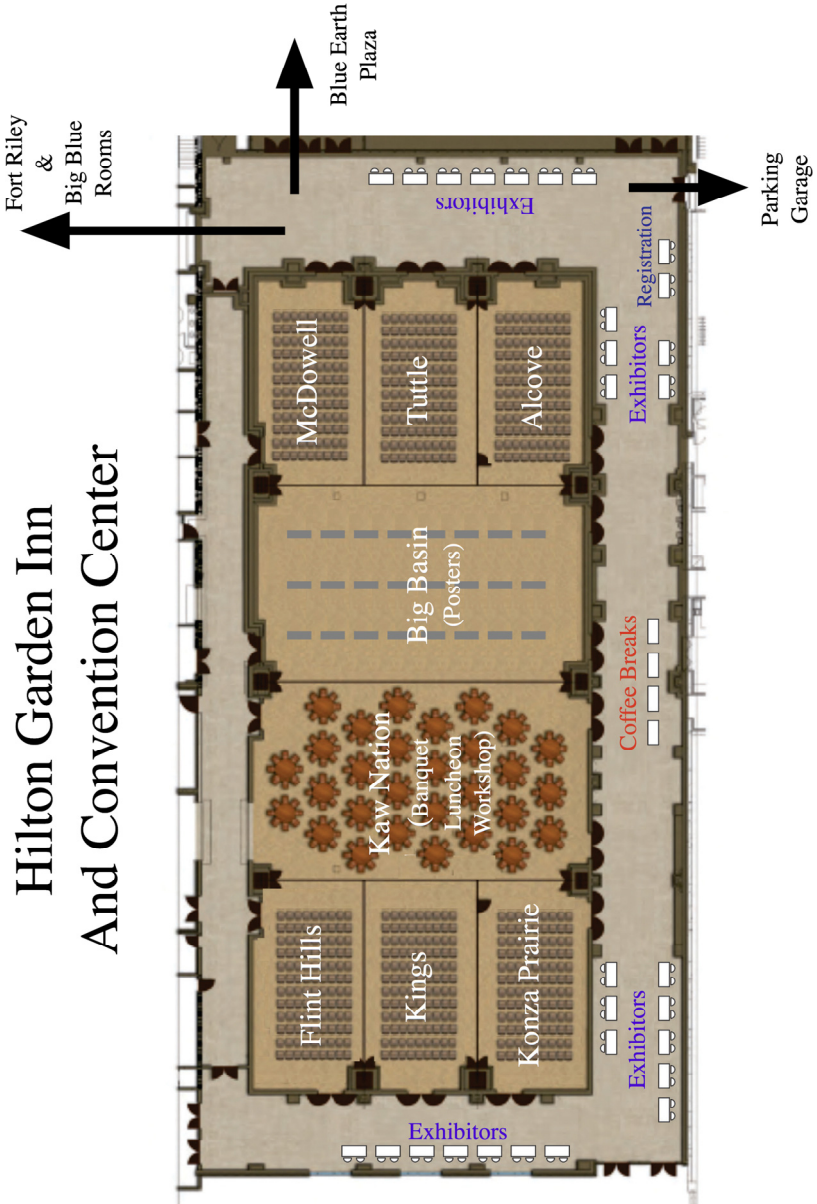 Hilton Garden Inn
And Convention Center
Fort Riley
&
Big Blue
Rooms
Blue Earth
Plaza
Parking
Garage
Exhibitors
Registration
Exhibitors
McDowell
Tuttle
Alcove
Big Basin
(Posters)
Coffee Breaks
Kaw Nation
(Banquet
Luncheon
Workshop)
Flint Hills
Kings
Konza Prairie
Exhibitors
Exhibitors